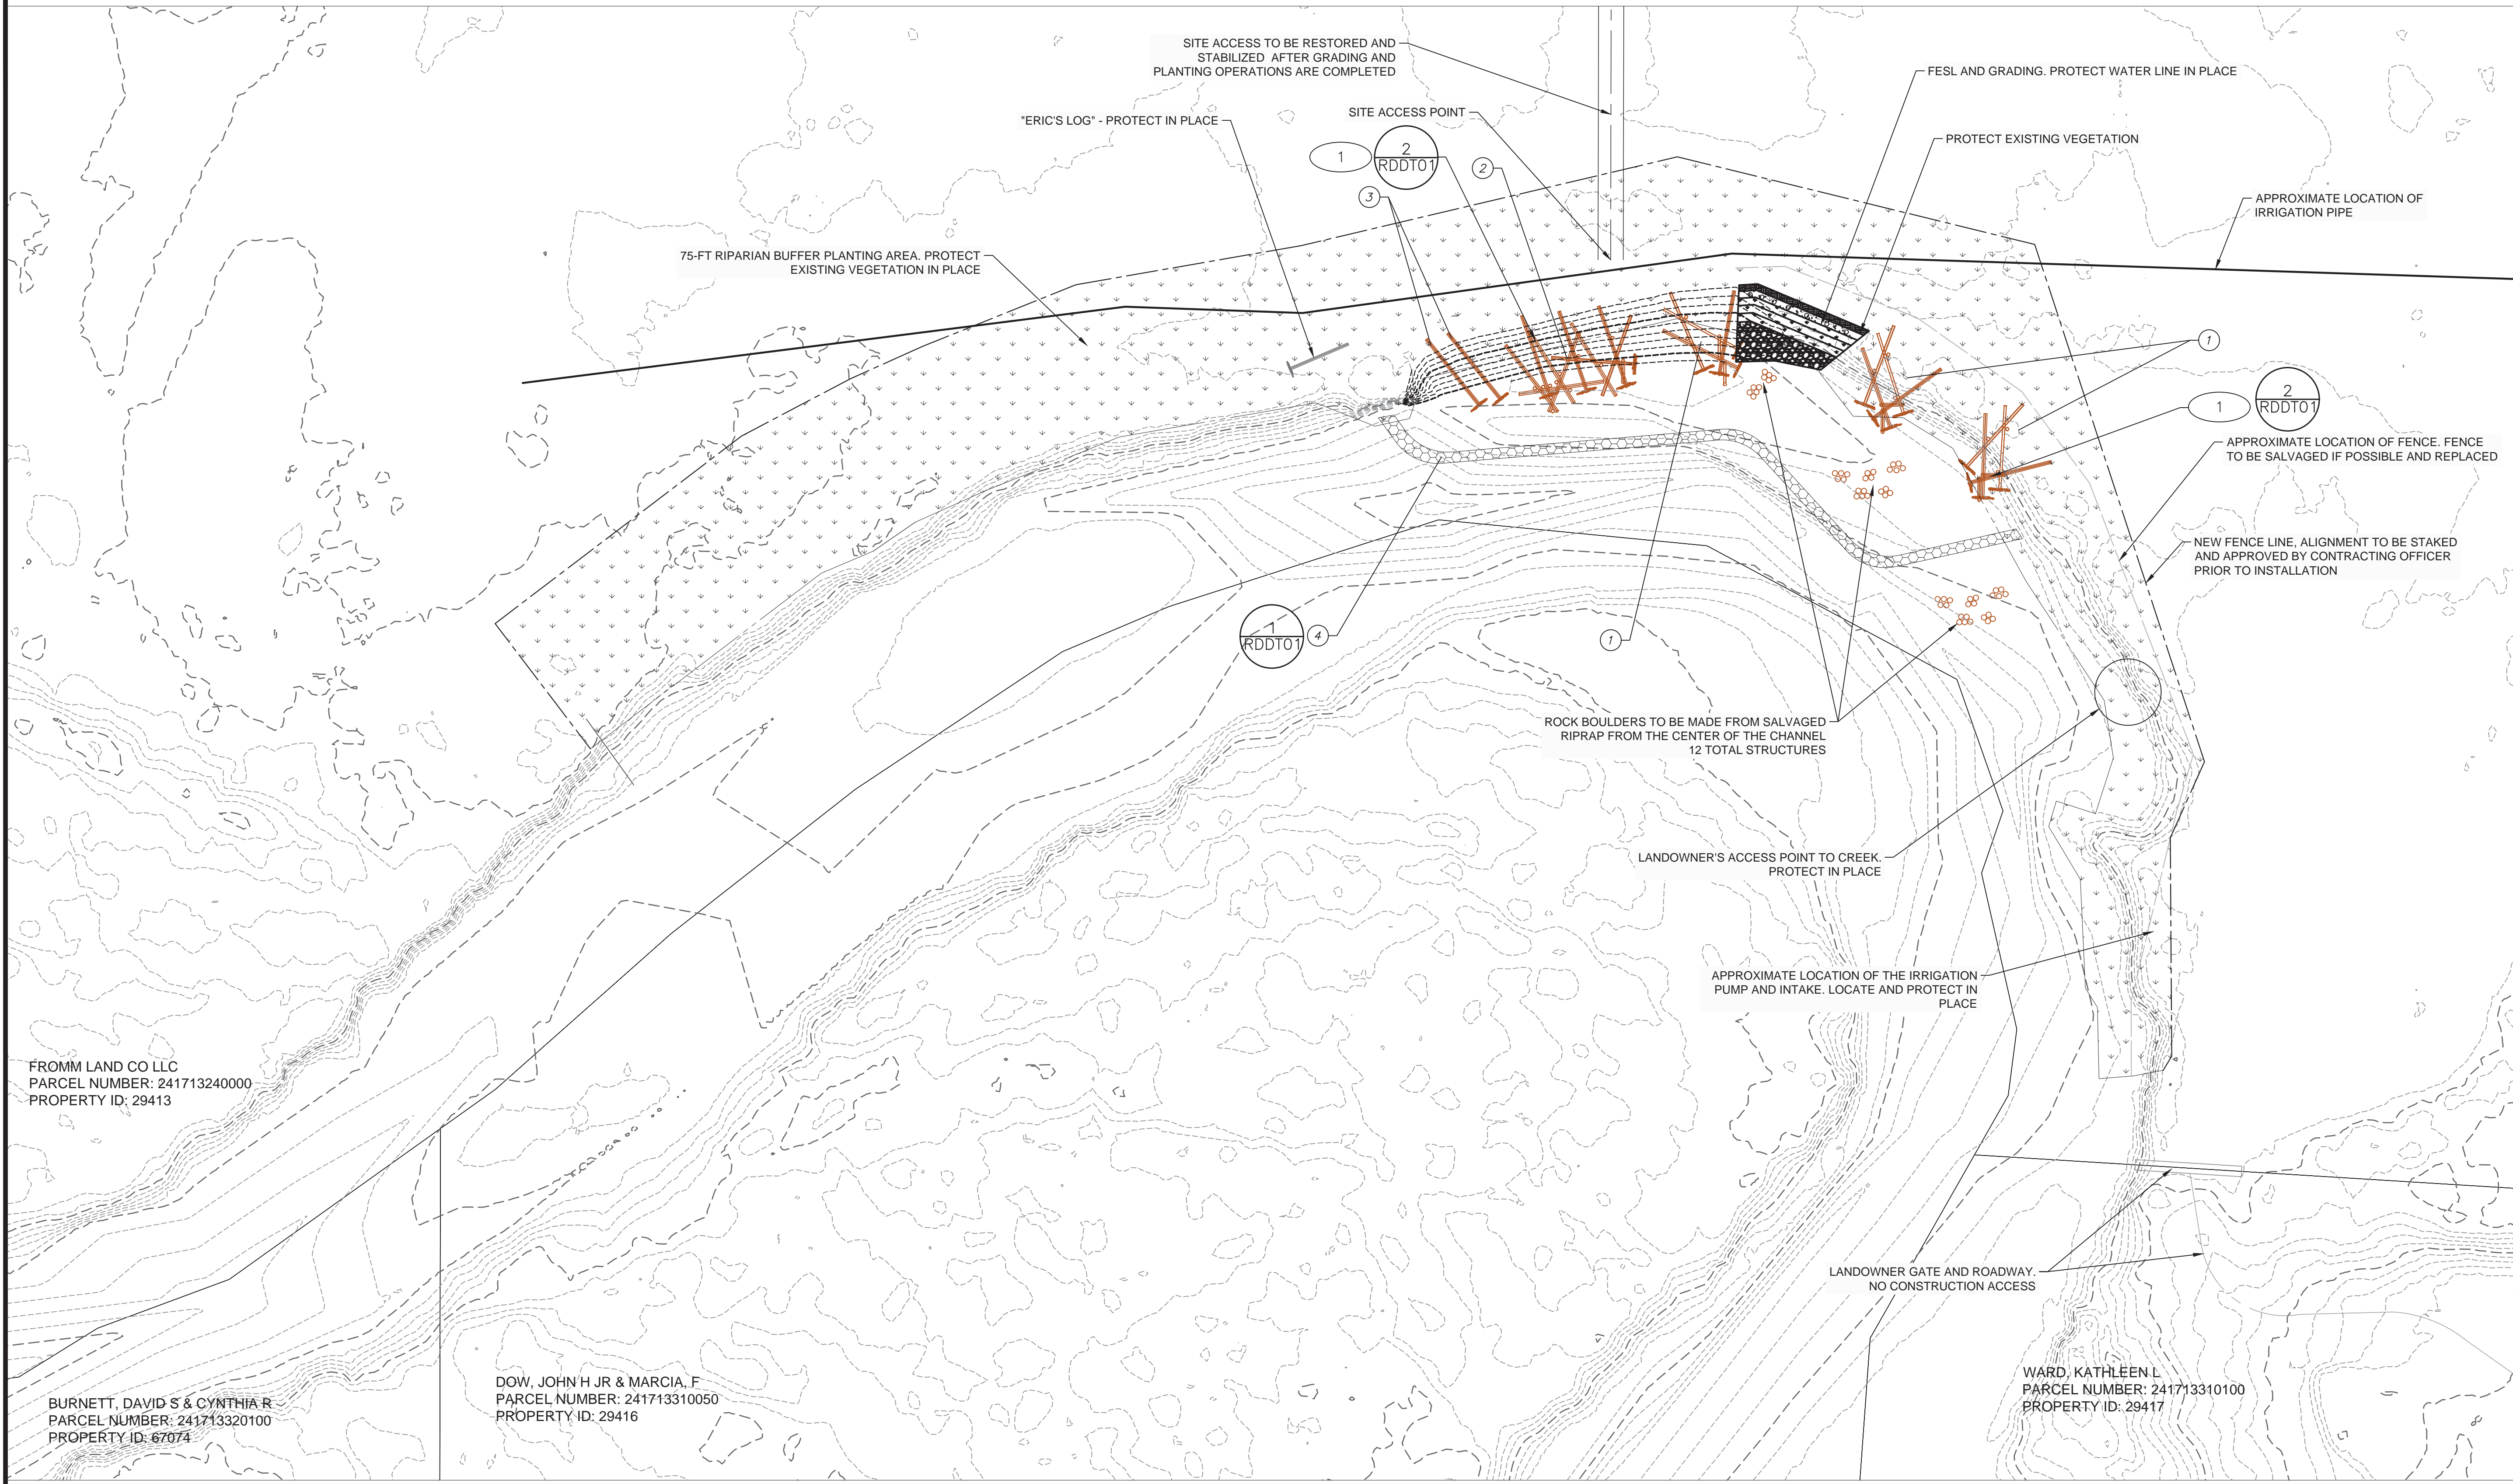 SITE ACCESS TO BE RESTORED AND
STABILIZED AFTER GRADING AND
PLANTING OPERATIONS ARE COMPLETED
FESL AND GRADING. PROTECT WATER LINE IN PLACE
"ERIC'S LOG" - PROTECT IN PLACE
SITE ACCESS POINT
PROTECT EXISTING VEGETATION
1
2
RDDT01
2
3
APPROXIMATE LOCATION OF
IRRIGATION PIPE
75-FT RIPARIAN BUFFER PLANTING AREA. PROTECT
EXISTING VEGETATION IN PLACE
1
1
2
RDDT01
APPROXIMATE LOCATION OF FENCE. FENCE
TO BE SALVAGED IF POSSIBLE AND REPLACED
NEW FENCE LINE, ALIGNMENT TO BE STAKED
AND APPROVED BY CONTRACTING OFFICER
PRIOR TO INSTALLATION
1
RDDT01
4
1
ROCK BOULDERS TO BE MADE FROM SALVAGED
RIPRAP FROM THE CENTER OF THE CHANNEL
12 TOTAL STRUCTURES
LANDOWNER'S ACCESS POINT TO CREEK.
PROTECT IN PLACE
APPROXIMATE LOCATION OF THE IRRIGATION
PUMP AND INTAKE. LOCATE AND PROTECT IN
PLACE
FROMM LAND CO LLC
PARCEL NUMBER: 241713240000
PROPERTY ID: 29413
LANDOWNER GATE AND ROADWAY.
NO CONSTRUCTION ACCESS
BURNETT, DAVID S & CYNTHIA R
PARCEL NUMBER: 241713320100
PROPERTY ID: 67074
DOW, JOHN H JR & MARCIA, F
PARCEL NUMBER: 241713310050
PROPERTY ID: 29416
WARD, KATHLEEN L
PARCEL NUMBER: 241713310100
PROPERTY ID: 29417